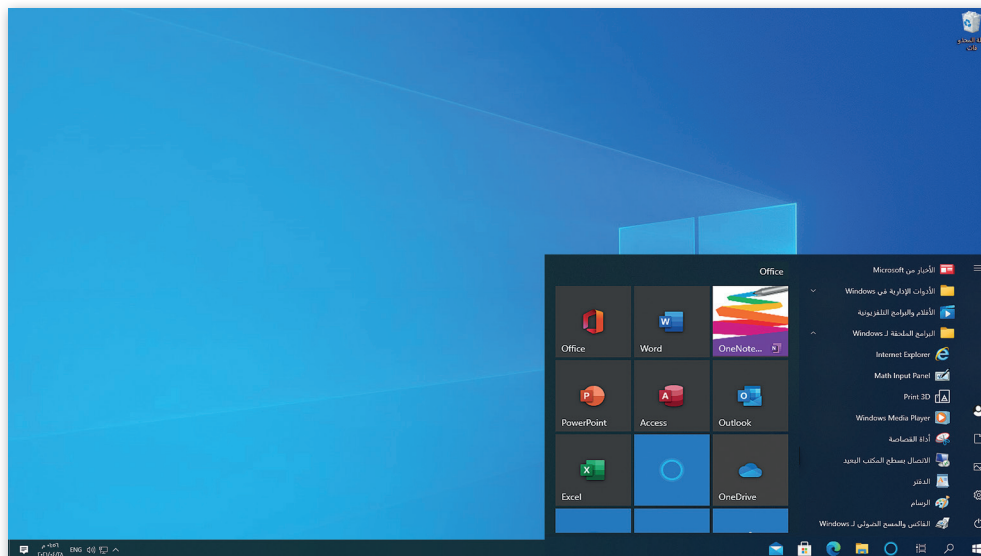 Office
Office
Word
OneNote...
PowerPoint
Access
Outlook
Excel
OneDrive
الأخبار من Microsoft
الأدوات الإدارية في Windows
الأفلام والبرامج التلفزيونية
البرامج الملحقة لـ Windows
Internet Explorer
Math Input Panel
Print 3D
Windows Media Player
أداة القصاصة
الاتصال بسطح المكتب البعيد
الدفتر
الرسام
الفاكس والمسح الضوئي لـ Windows
ENG